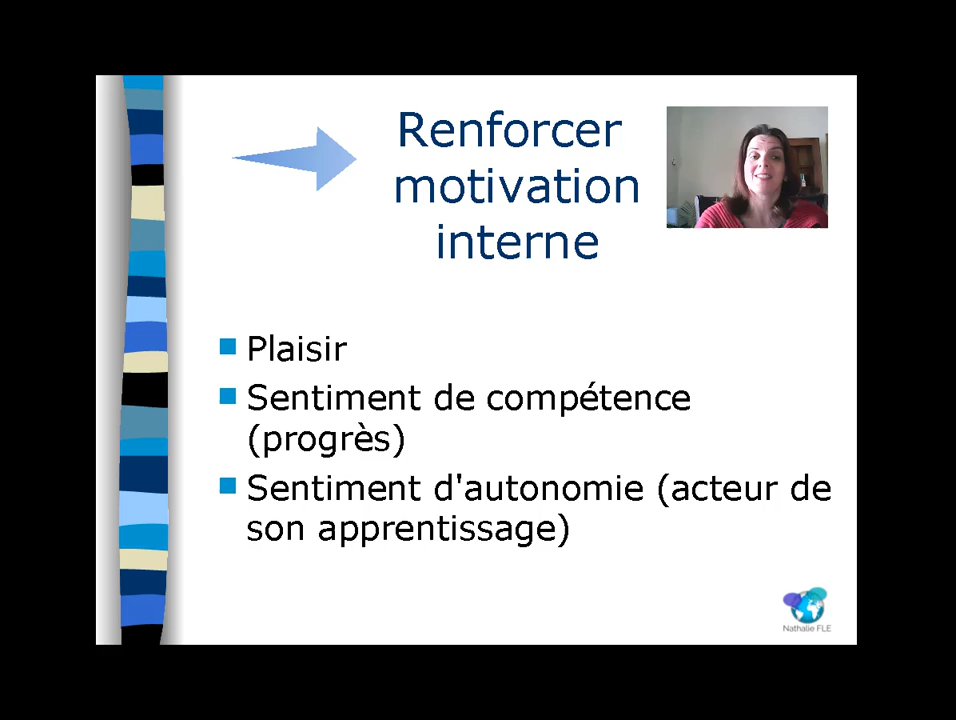 Renforcer
motivation
interne
Plaisir
Sentiment de compétence
(progrès)
Sentiment d'autonomie (acteur de
son apprentissage)
Nathalie FLE